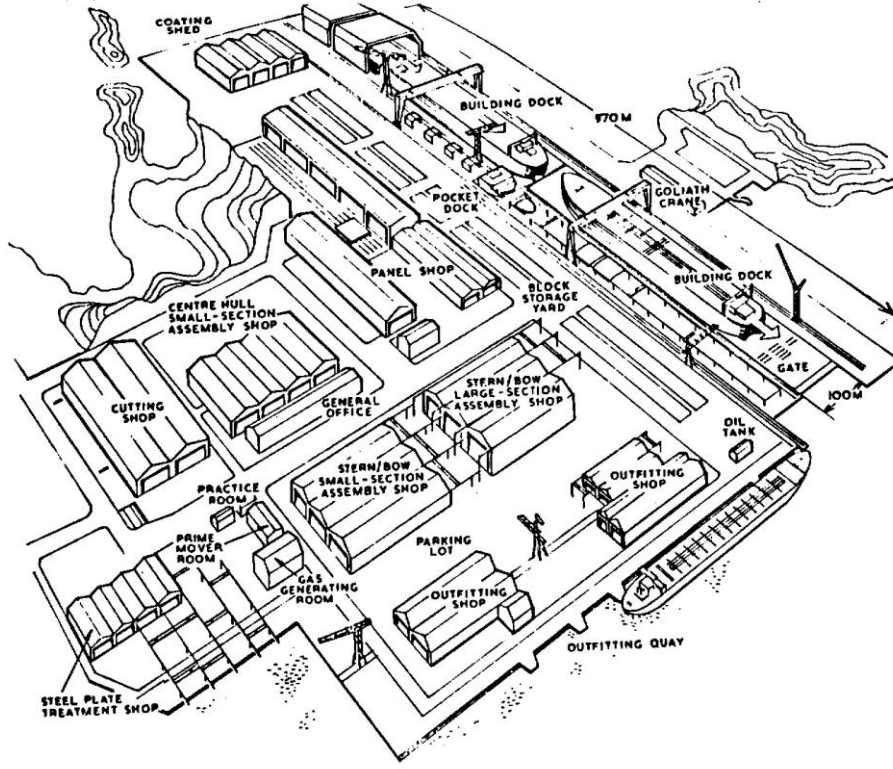 COATING
SHED
BUILDING DOCK
970 M
POCKET
DOCK
GOLIATH
CRANE
PANEL SHOP
BUILDING DOCK
BLOCK
STORAGE
YARD
CENTRE HULL
SMALL-SECTION
ASSEMBLY SHOP
GATE
100M
CUTTING
SHOP
GENERAL
OFFICE
STERN/BOW
LARGE-SECTION
ASSEMBLY SHOP
OIL
TANK
STERN/BOW
SMALL-SECTION
ASSEMBLY SHOP
OUTFITTING
SHOP
PRACTICE
ROOM
PRIME
MOVER
ROOM
PARKING
LOT
GAS
GENERATING
ROOM
OUTFITTING
SHOP
OUTFITTING QUAY
STEEL PLATE
TREATMENT SHOP